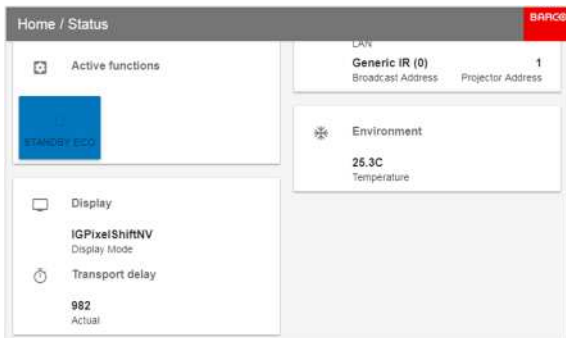 Home / Status
BARCO
Active functions
STANDBY ECO
Display
IGPixelShiftNV
Display Mode
Transport delay
982
Actual
LAN
Generic IR (0)
1
Broadcast Address
Projector Address
Environment
25.3C
Temperature